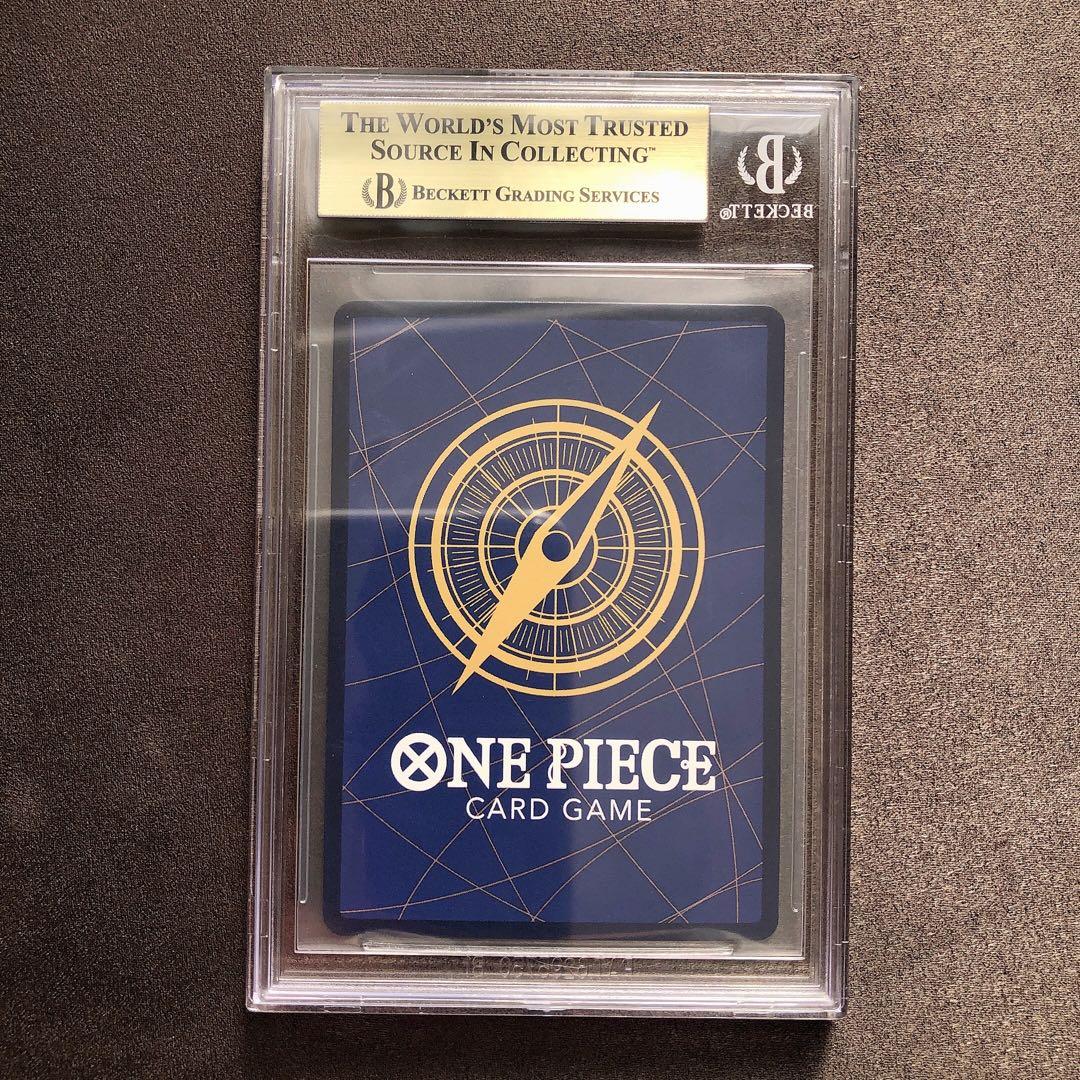 THE WORLD'S MOST TRUSTED
SOURCE IN COLLECTING™
B BECKETT GRADING SERVICES
B
BECKETT®
ONE PIECE
CARD GAME